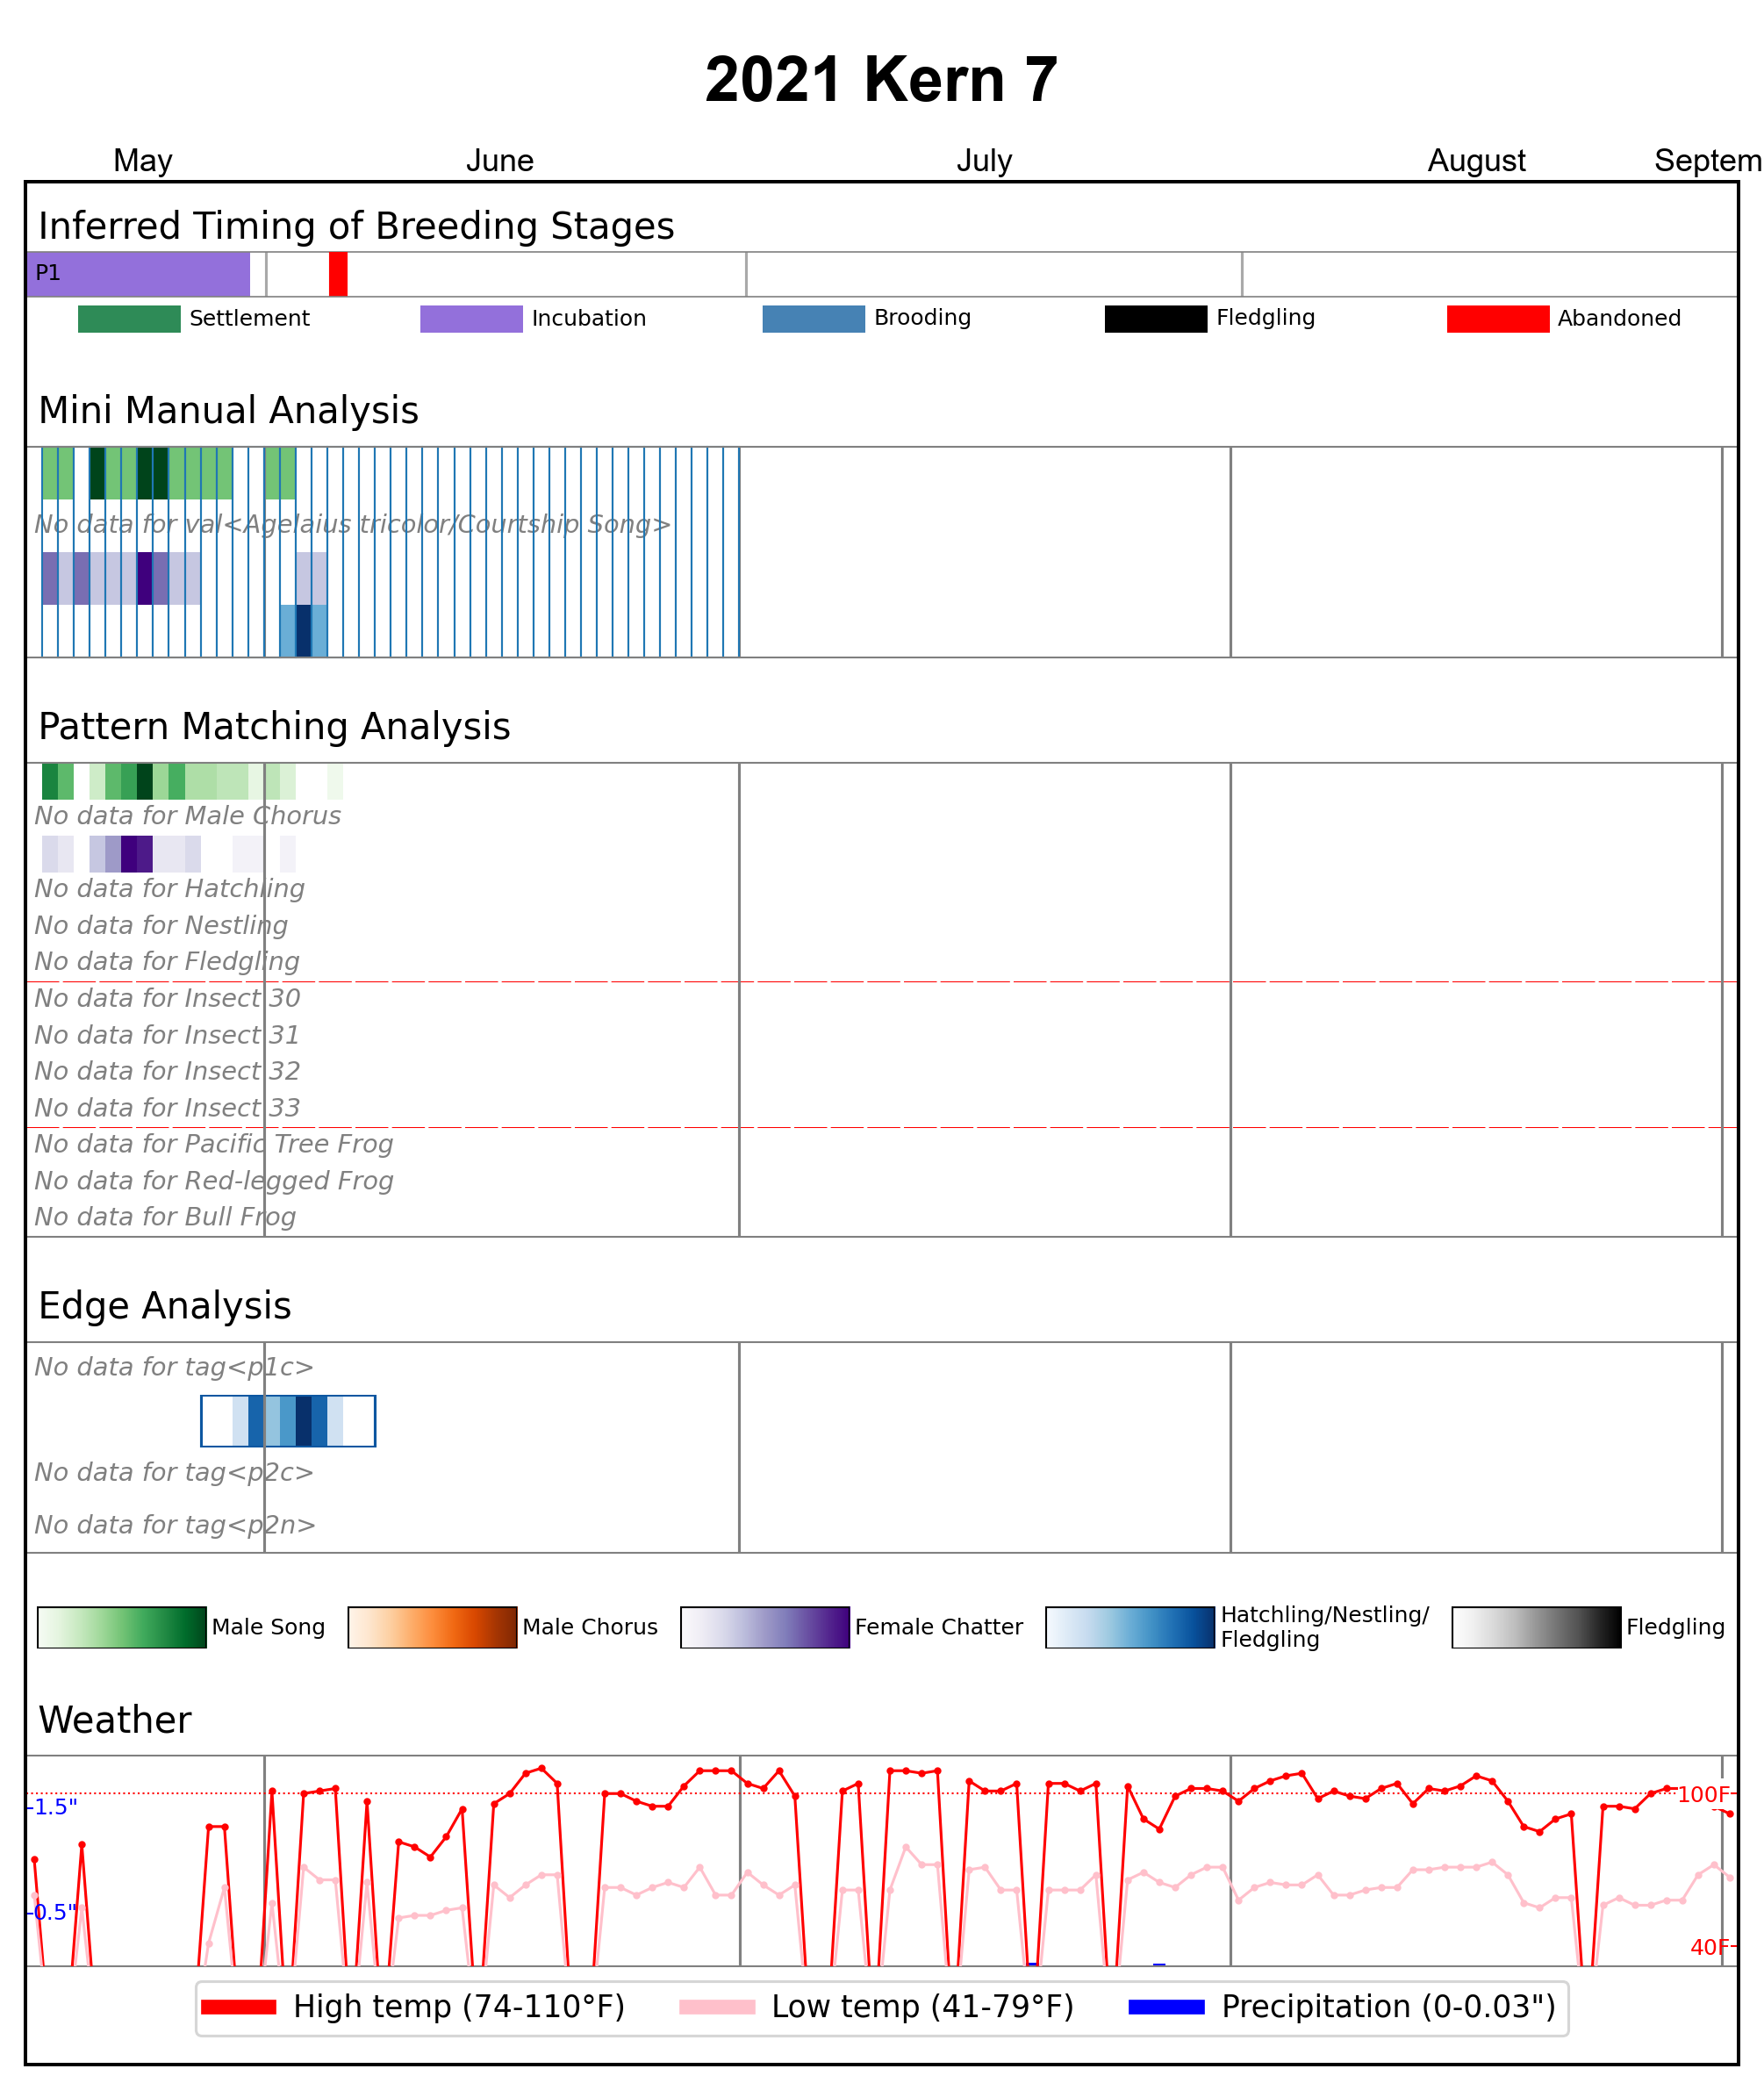 2021 Kern 7
May June July August Septem
Inferred Timing of Breeding Stages
P1
Settlement Incubation Brooding Fledgling Abandoned
Mini Manual Analysis
No data for val<Agelaius tricolor/Courtship Song>
Pattern Matching Analysis
No data for Male Chorus
No data for Hatchling
No data for Nestling
No data for Fledgling
No data for Insect 30
No data for Insect 31
No data for Insect 32
No data for Insect 33
No data for Pacific Tree Frog
No data for Red-legged Frog
No data for Bull Frog
Edge Analysis
No data for tag<p1c>
No data for tag<p2c>
No data for tag<p2n>
Male Song Male Chorus Female Chatter Hatchling/Nestling/
Fledgling Fledgling
Weather
1.5" 100F
0.5" 40F
High temp (74-110°F) Low temp (41-79°F) Precipitation (0-0.03")